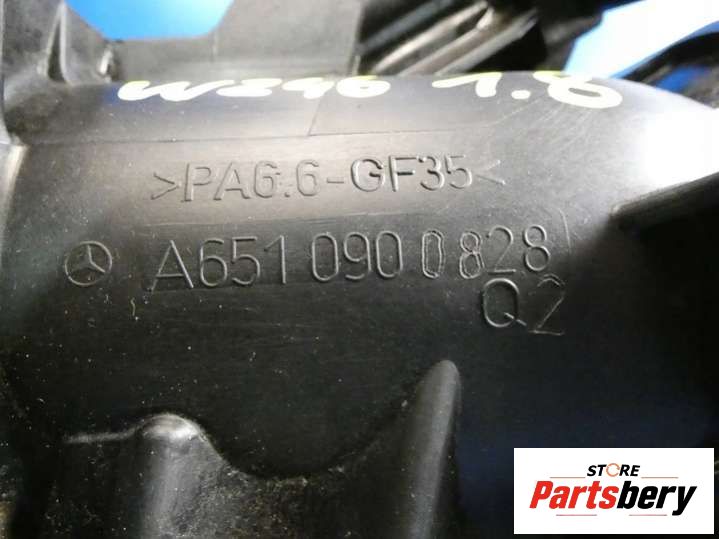 W246 1.8
>PA6.6-GF35<
A651 090 0828
Q2
STORE
Partsbery